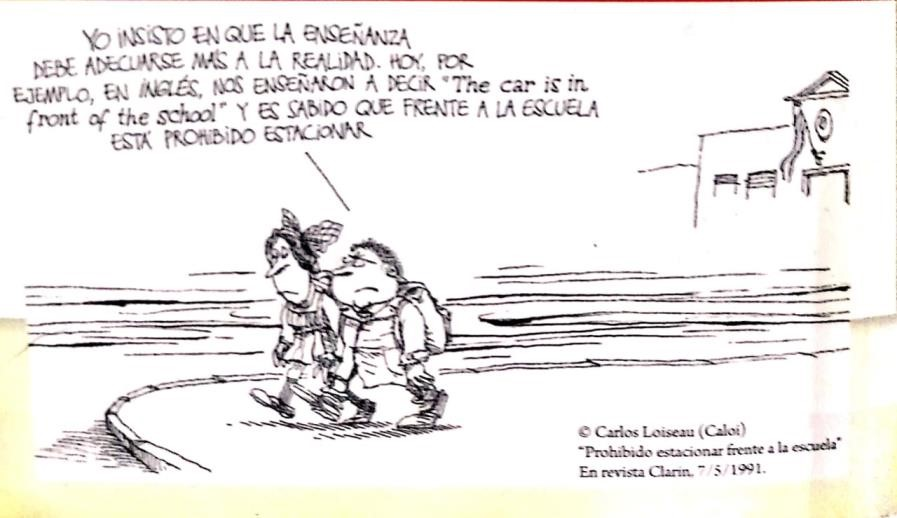 YO INSISTO EN QUE LA ENSEÑANZA
DEBE ADECUARSE MÁS A LA REALIDAD. HOY, POR
EJEMPLO, EN INGLÉS, NOS ENSEÑARON A DECIR "The car is in
front of the school" Y ES SABIDO QUE FRENTE A LA ESCUELA
ESTÁ PROHIBIDO ESTACIONAR
© Carlos Loiseau (Caloi)
"Prohibido estacionar frente a la escuela"
En revista Clarín, 7/5/1991.